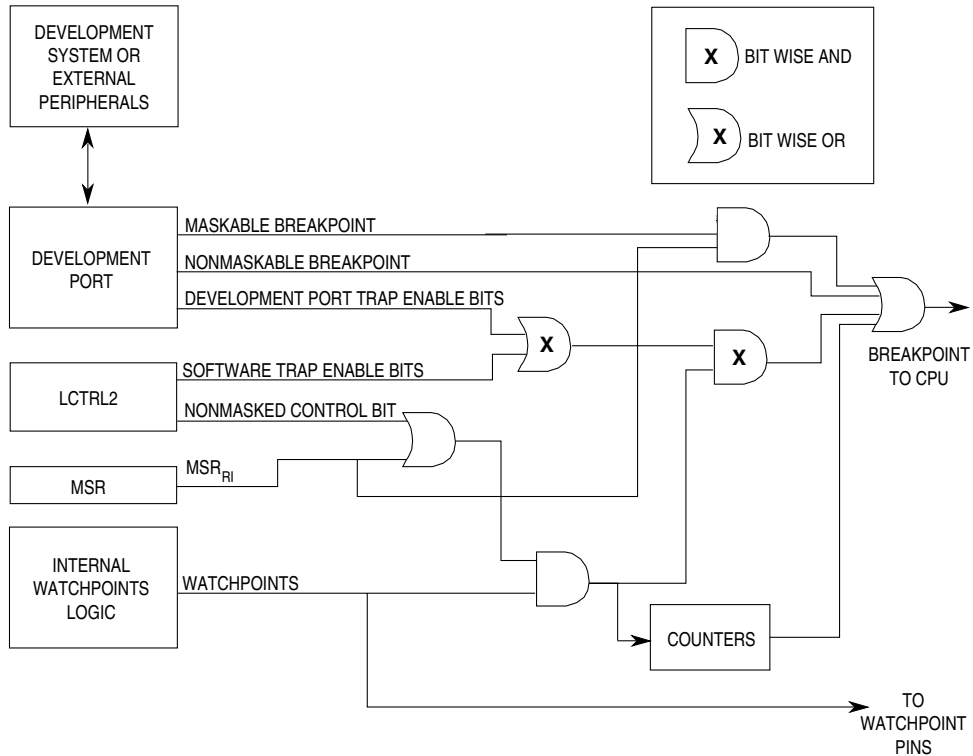 DEVELOPMENT
SYSTEM OR
EXTERNAL
PERIPHERALS
X BIT WISE AND
X BIT WISE OR
DEVELOPMENT
PORT
MASKABLE BREAKPOINT
NONMASKABLE BREAKPOINT
DEVELOPMENT PORT TRAP ENABLE BITS
X
X
BREAKPOINT
TO CPU
LCTRL2
SOFTWARE TRAP ENABLE BITS
NONMASKED CONTROL BIT
MSR
MSRRI
INTERNAL
WATCHPOINTS
LOGIC
WATCHPOINTS
COUNTERS
TO
WATCHPOINT
PINS